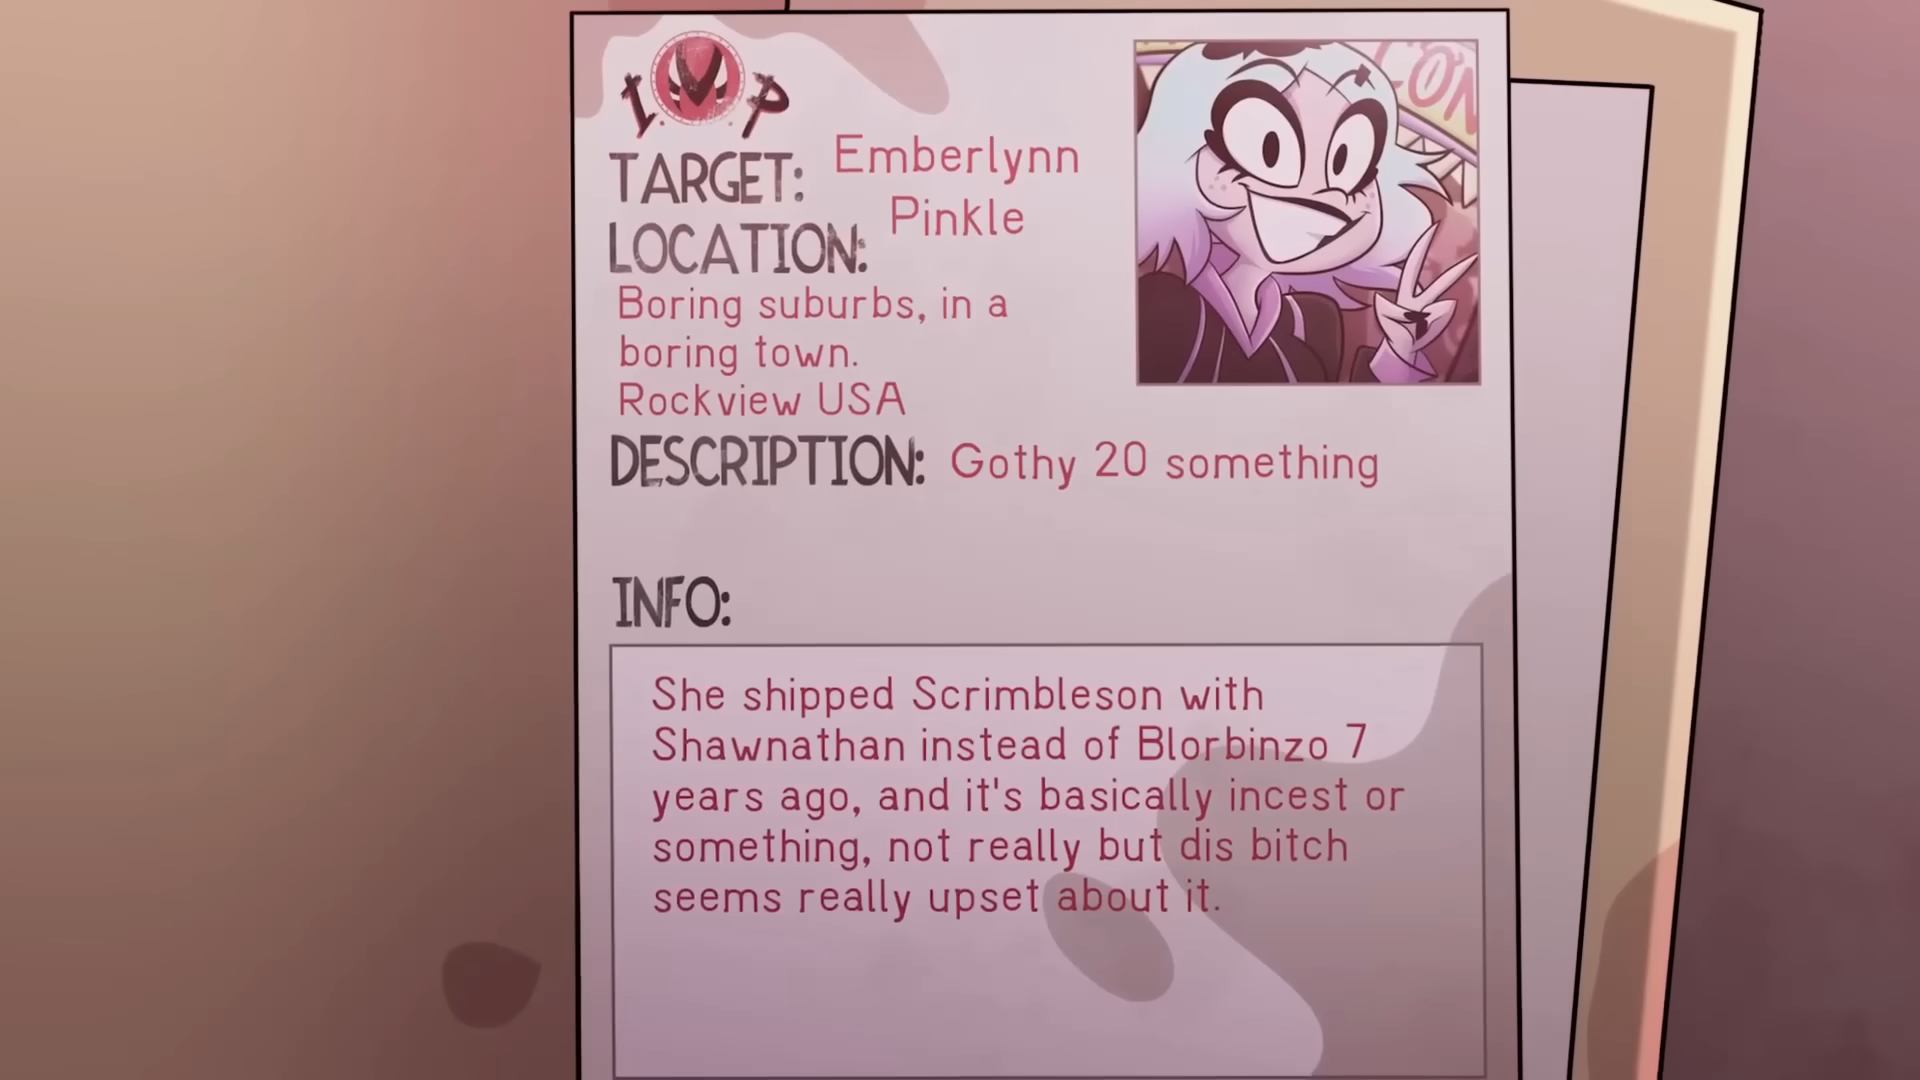 I.M.P
TARGET: Emberlynn
Pinkle
LOCATION:
Boring suburbs, in a
boring town.
Rockview USA
DESCRIPTION: Gothy 20 something
INFO:
She shipped Scrimbleson with
Shawnathan instead of Blorbinzo 7
years ago, and it's basically incest or
something, not really but dis bitch
seems really upset about it.
CON